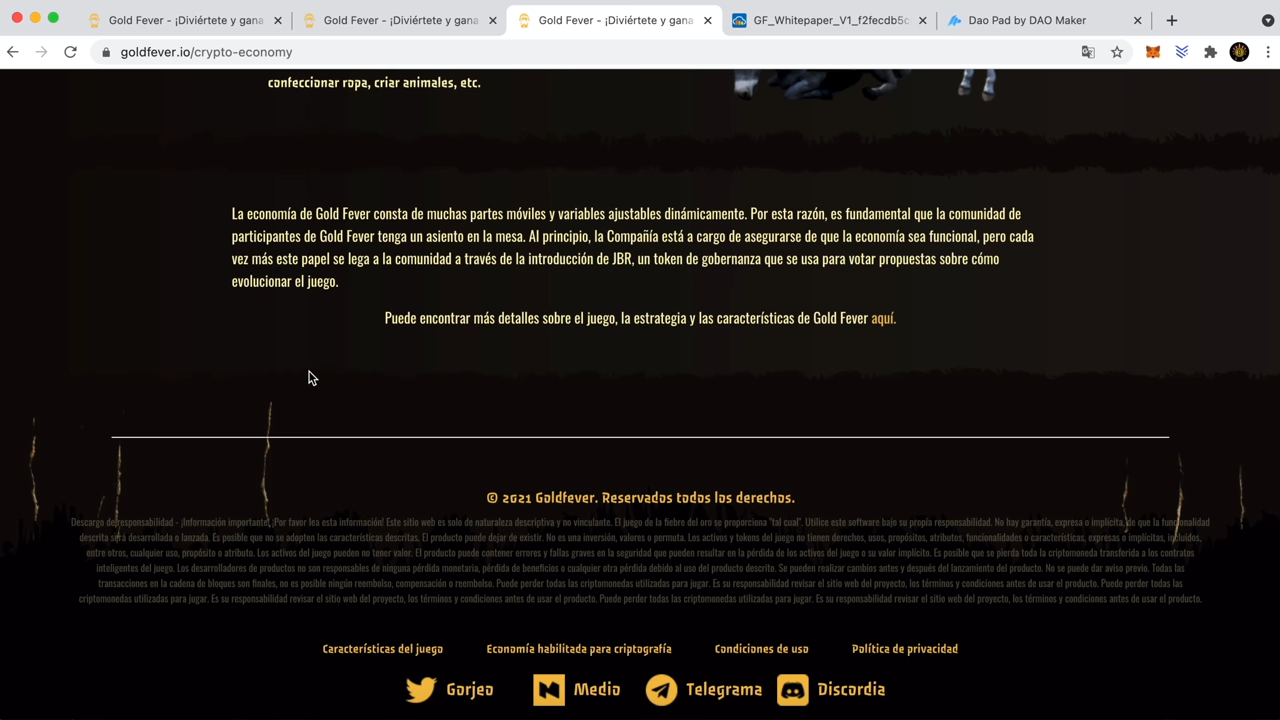 Gold Fever - ¡Diviértete y gana
Gold Fever - ¡Diviértete y gana
Gold Fever - ¡Diviértete y gana
GF_Whitepaper_V1_f2fecdb5c
Dao Pad by DAO Maker
goldfever.io/crypto-economy
confeccionar ropa, criar animales, etc.
La economía de Gold Fever consta de muchas partes móviles y variables ajustables dinámicamente. Por esta razón, es fundamental que la comunidad de
participantes de Gold Fever tenga un asiento en la mesa. Al principio, la Compañía está a cargo de asegurarse de que la economía sea funcional, pero cada
vez más este papel se lega a la comunidad a través de la introducción de JBR, un token de gobernanza que se usa para votar propuestas sobre cómo
evolucionar el juego.
Puede encontrar más detalles sobre el juego, la estrategia y las características de Gold Fever aquí.
© 2021 Goldfever. Reservados todos los derechos.
Descargo de responsabilidad - ¡Información importante! ¡Por favor lea esta información! Este sitio web es solo de naturaleza descriptiva y no vinculante. El juego de la fiebre del oro se proporciona "tal cual". Utilice este software bajo su propia responsabilidad. No hay garantía, expresa o implícita, de que la funcionalidad
descrita será desarrollada o lanzada. Es posible que no se adopten las características descritas. El producto puede dejar de existir. No es una inversión, valores o permuta. Los activos y tokens del juego no tienen derechos, usos, propósitos, atributos, funcionalidades o características, expresas o implícitas, incluidos,
entre otros, cualquier uso, propósito o atributo. Los activos del juego pueden no tener valor. El producto puede contener errores y fallas graves en la seguridad que pueden resultar en la pérdida de los activos del juego o su valor implícito. Es posible que se pierda toda la criptomoneda transferida a los contratos
inteligentes del juego. Los desarrolladores de productos no son responsables de ninguna pérdida monetaria, pérdida de beneficios o cualquier otra pérdida debido al uso del producto descrito. Se pueden realizar cambios antes y después del lanzamiento del producto. No se puede dar aviso previo. Todas las
transacciones en la cadena de bloques son finales, no es posible ningún reembolso, compensación o reembolso. Puede perder todas las criptomonedas utilizadas para jugar. Es su responsabilidad revisar el sitio web del proyecto, los términos y condiciones antes de usar el producto. Puede perder todas las
criptomonedas utilizadas para jugar. Es su responsabilidad revisar el sitio web del proyecto, los términos y condiciones antes de usar el producto. Puede perder todas las criptomonedas utilizadas para jugar. Es su responsabilidad revisar el sitio web del proyecto, los términos y condiciones antes de usar el producto.
Características del juego
Economía habilitada para criptografía
Condiciones de uso
Política de privacidad
Gorjeo
Medio
Telegrama
Discordia